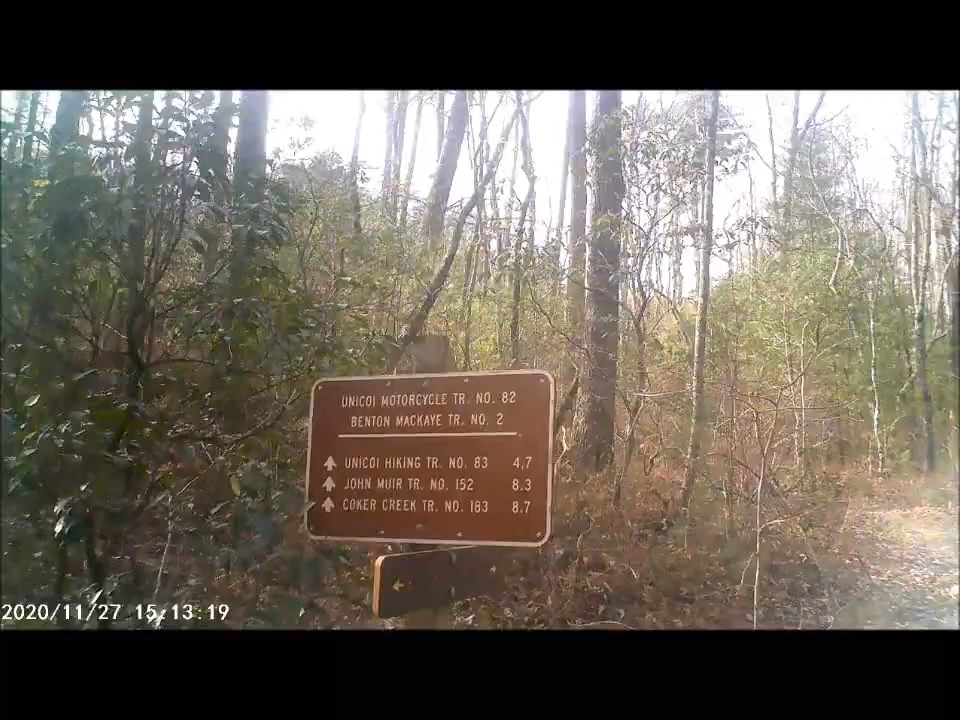 UNICOI MOTORCYCLE TR. NO. 82
BENTON MACKAYE TR. NO. 2
UNICOI HIKING TR. NO. 83 4.7
JOHN MUIR TR. NO. 152 8.3
COKER CREEK TR. NO. 183 8.7
2020/11/27 15:13:19